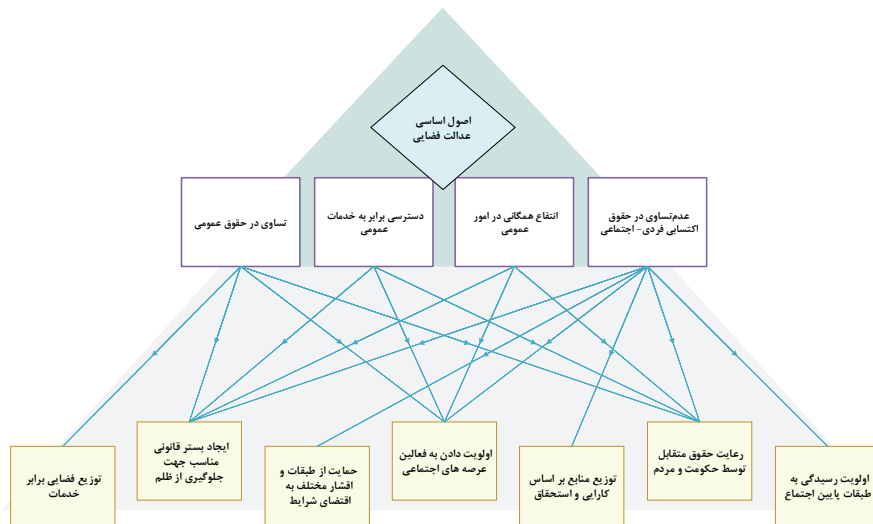 اصول اساسی
عدالت فضایی
عدم‌تساوی در حقوق
اکتسابی فردی- اجتماعی
انتفاع همگانی در امور
عمومی
دسترسی برابر به خدمات
عمومی
تساوی در حقوق عمومی
اولویت رسیدگی به
طبقات پایین اجتماع
رعایت حقوق متقابل
توسط حکومت و مردم
توزیع منابع بر اساس
کارایی و استحقاق
اولویت دادن به فعالین
عرصه های اجتماعی
حمایت از طبقات و
اقشار مختلف به
اقتضای شرایط
ایجاد بستر قانونی
مناسب جهت
جلوگیری از ظلم
توزیع فضایی برابر
خدمات